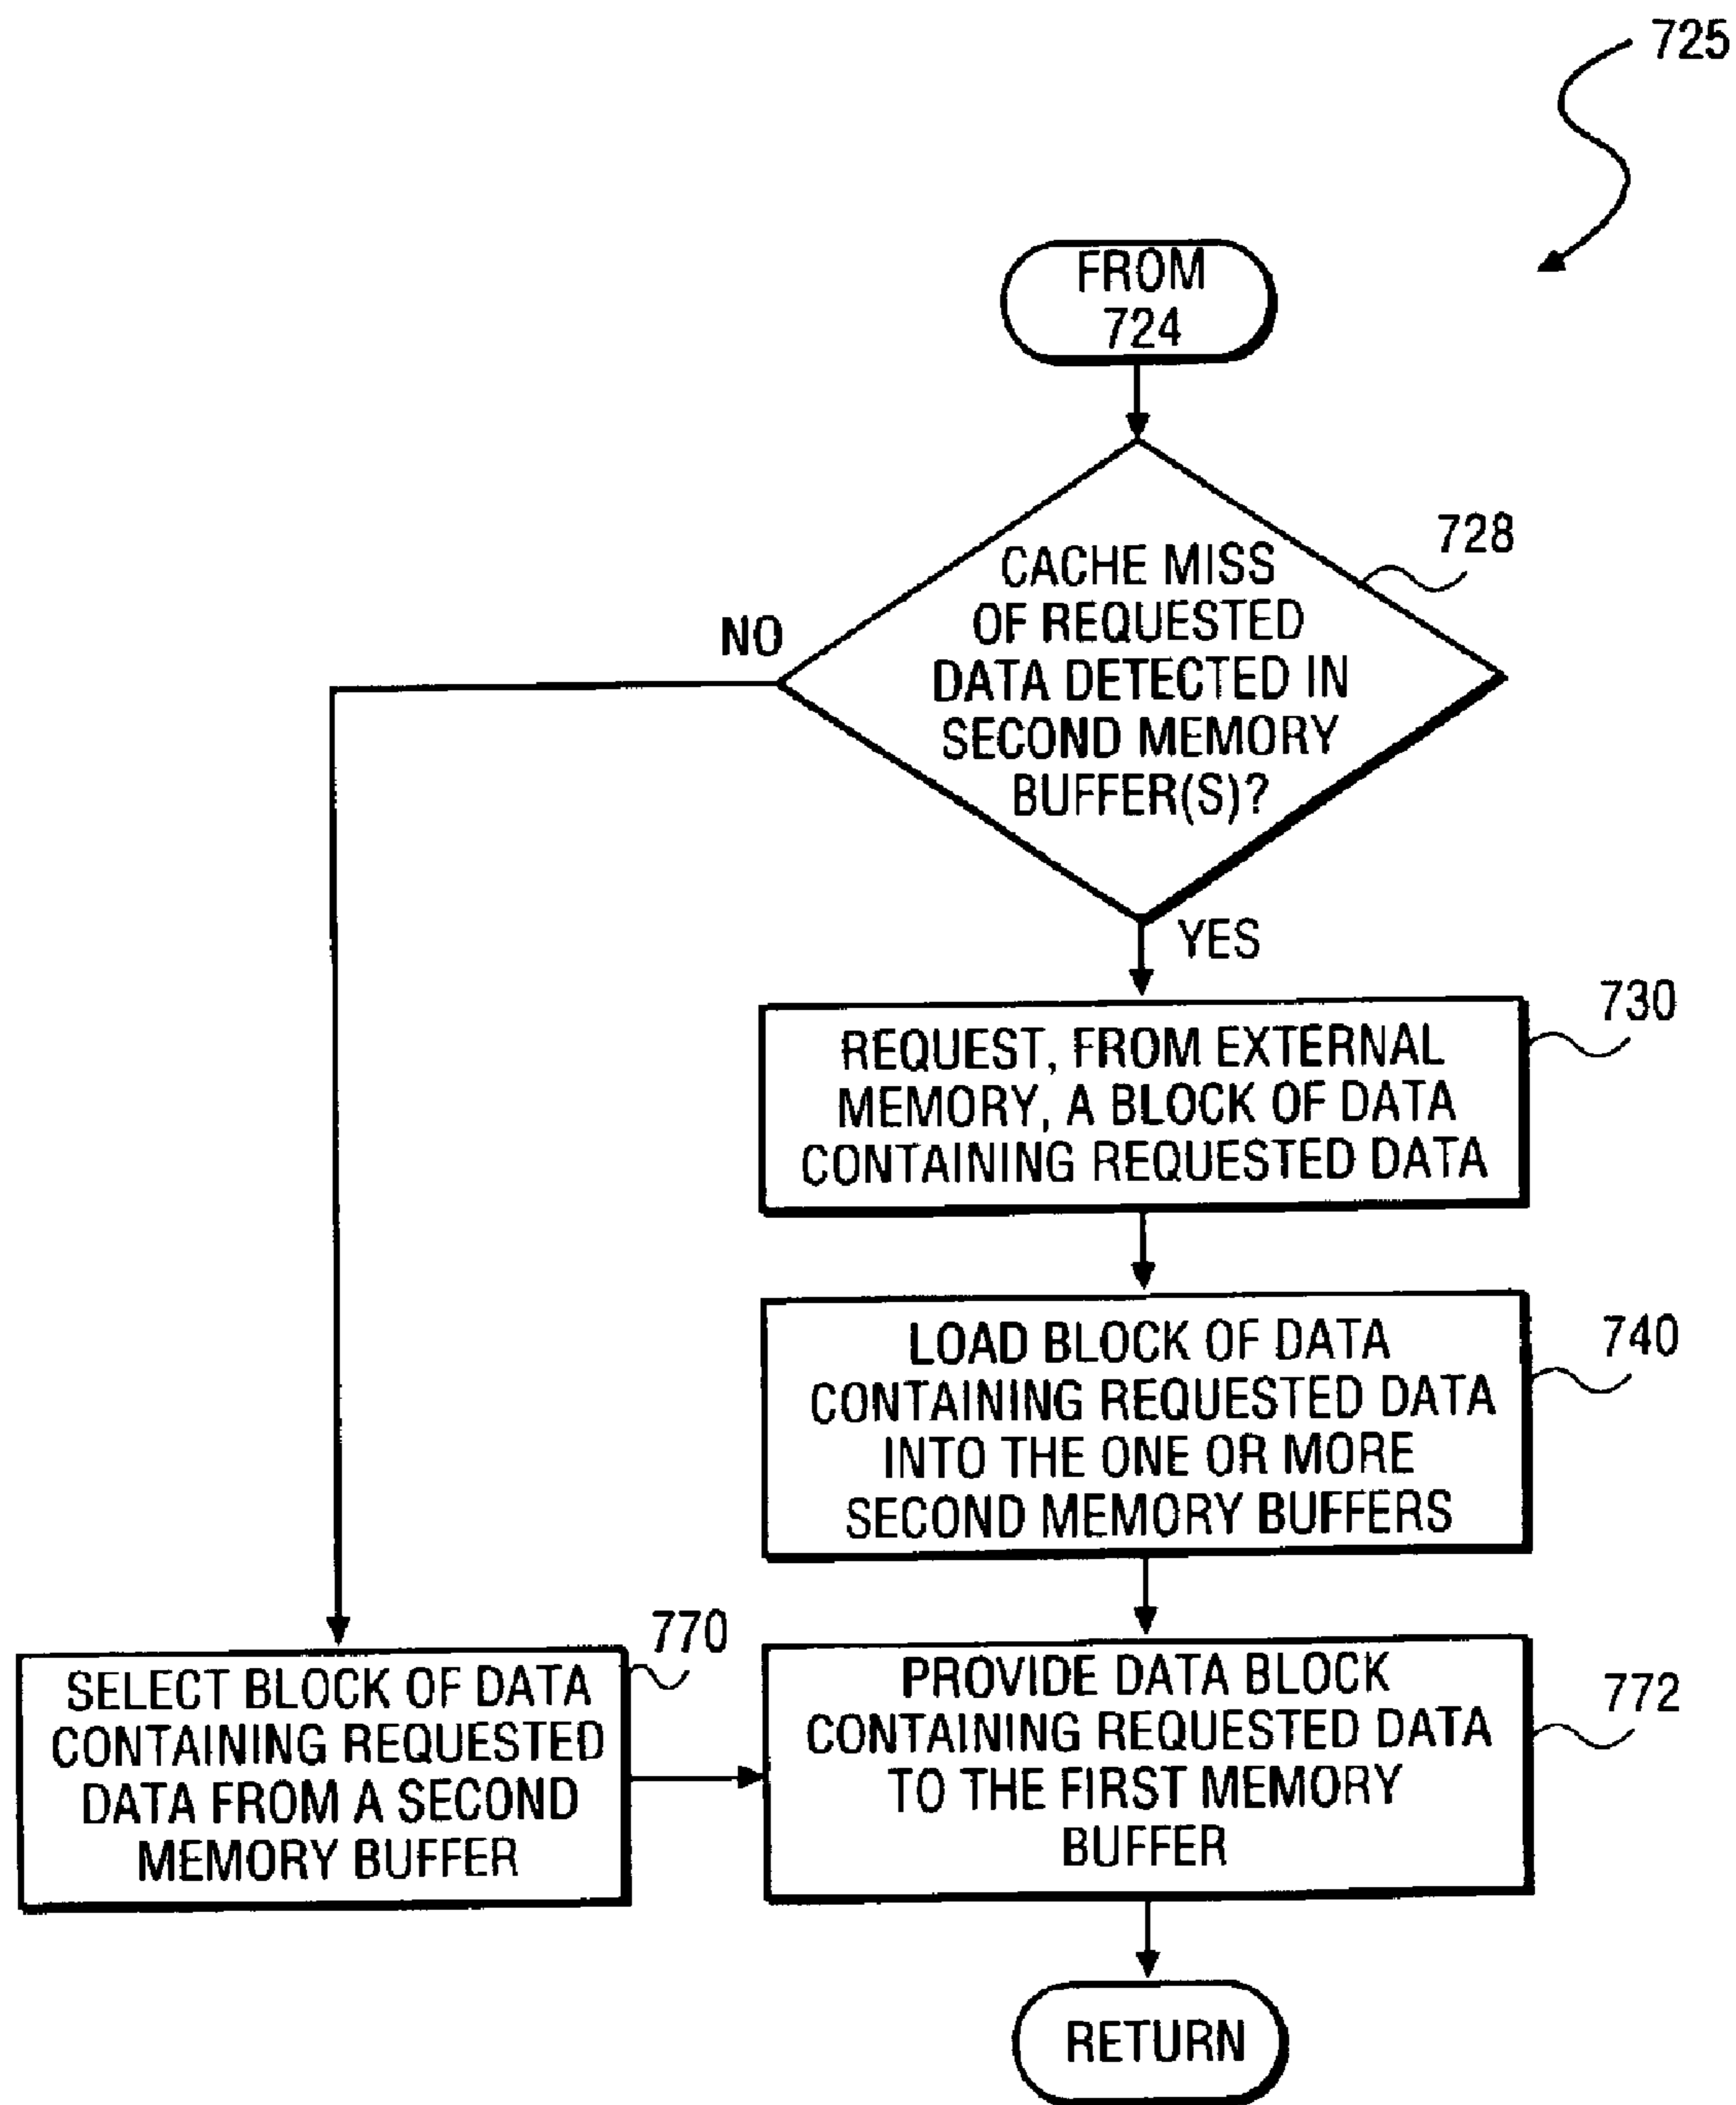 725
FROM
724
CACHE MISS
OF REQUESTED
DATA DETECTED IN
SECOND MEMORY
BUFFER(S)?
728
NO
YES
REQUEST, FROM EXTERNAL
MEMORY, A BLOCK OF DATA
CONTAINING REQUESTED DATA
730
LOAD BLOCK OF DATA
CONTAINING REQUESTED DATA
INTO THE ONE OR MORE
SECOND MEMORY BUFFERS
740
SELECT BLOCK OF DATA
CONTAINING REQUESTED
DATA FROM A SECOND
MEMORY BUFFER
770
PROVIDE DATA BLOCK
CONTAINING REQUESTED DATA
TO THE FIRST MEMORY
BUFFER
772
RETURN